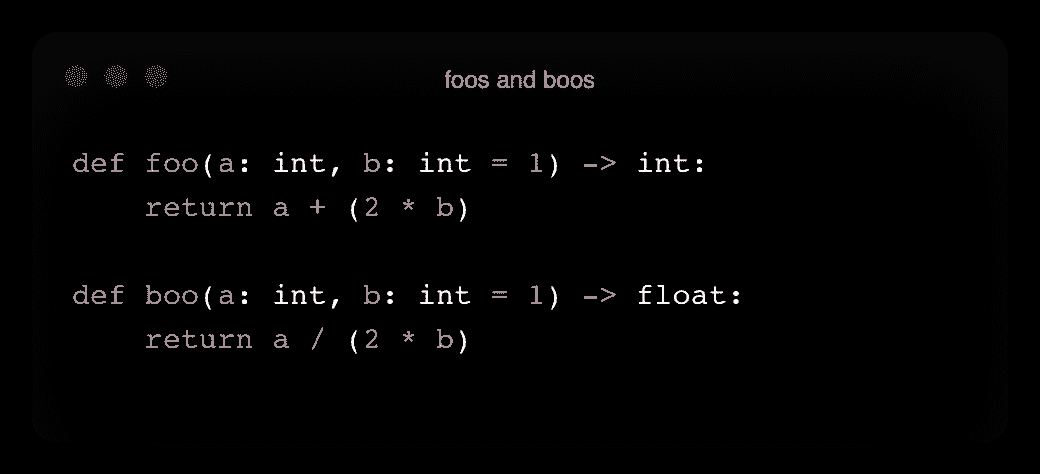 foos and boos
def foo(a: int, b: int = 1) -> int:
    return a + (2 * b)
def boo(a: int, b: int = 1) -> float:
    return a / (2 * b)